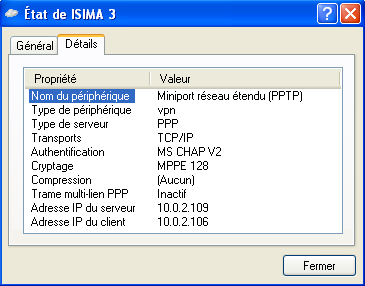 État de ISIMA 3
Général Détails
Propriété Valeur
Nom du périphérique Miniport réseau étendu (PPTP)
Type de périphérique vpn
Type de serveur PPP
Transports TCP/IP
Authentification MS CHAP V2
Cryptage MPPE 128
Compression (Aucun)
Trame multi-lien PPP Inactif
Adresse IP du serveur 10.0.2.109
Adresse IP du client 10.0.2.106
Fermer